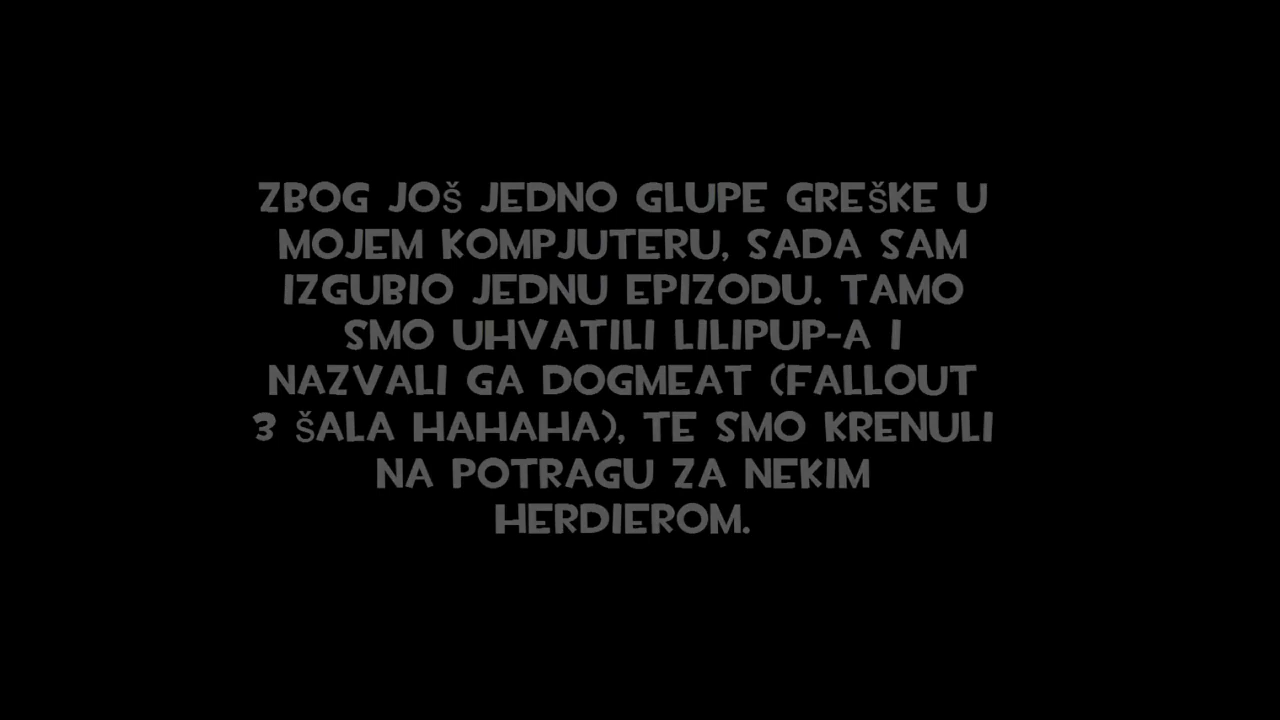 ZBOG JOŠ JEDNO GLUPE GREŠKE U
MOJEM KOMPJUTERU, SADA SAM
IZGUBIO JEDNU EPIZODU. TAMO
SMO UHVATILI LILIPUP-A I
NAZVALI GA DOGMEAT (FALLOUT
3 ŠALA HAHAHA), TE SMO KRENULI
NA POTRAGU ZA NEKIM
HERDIEROM.